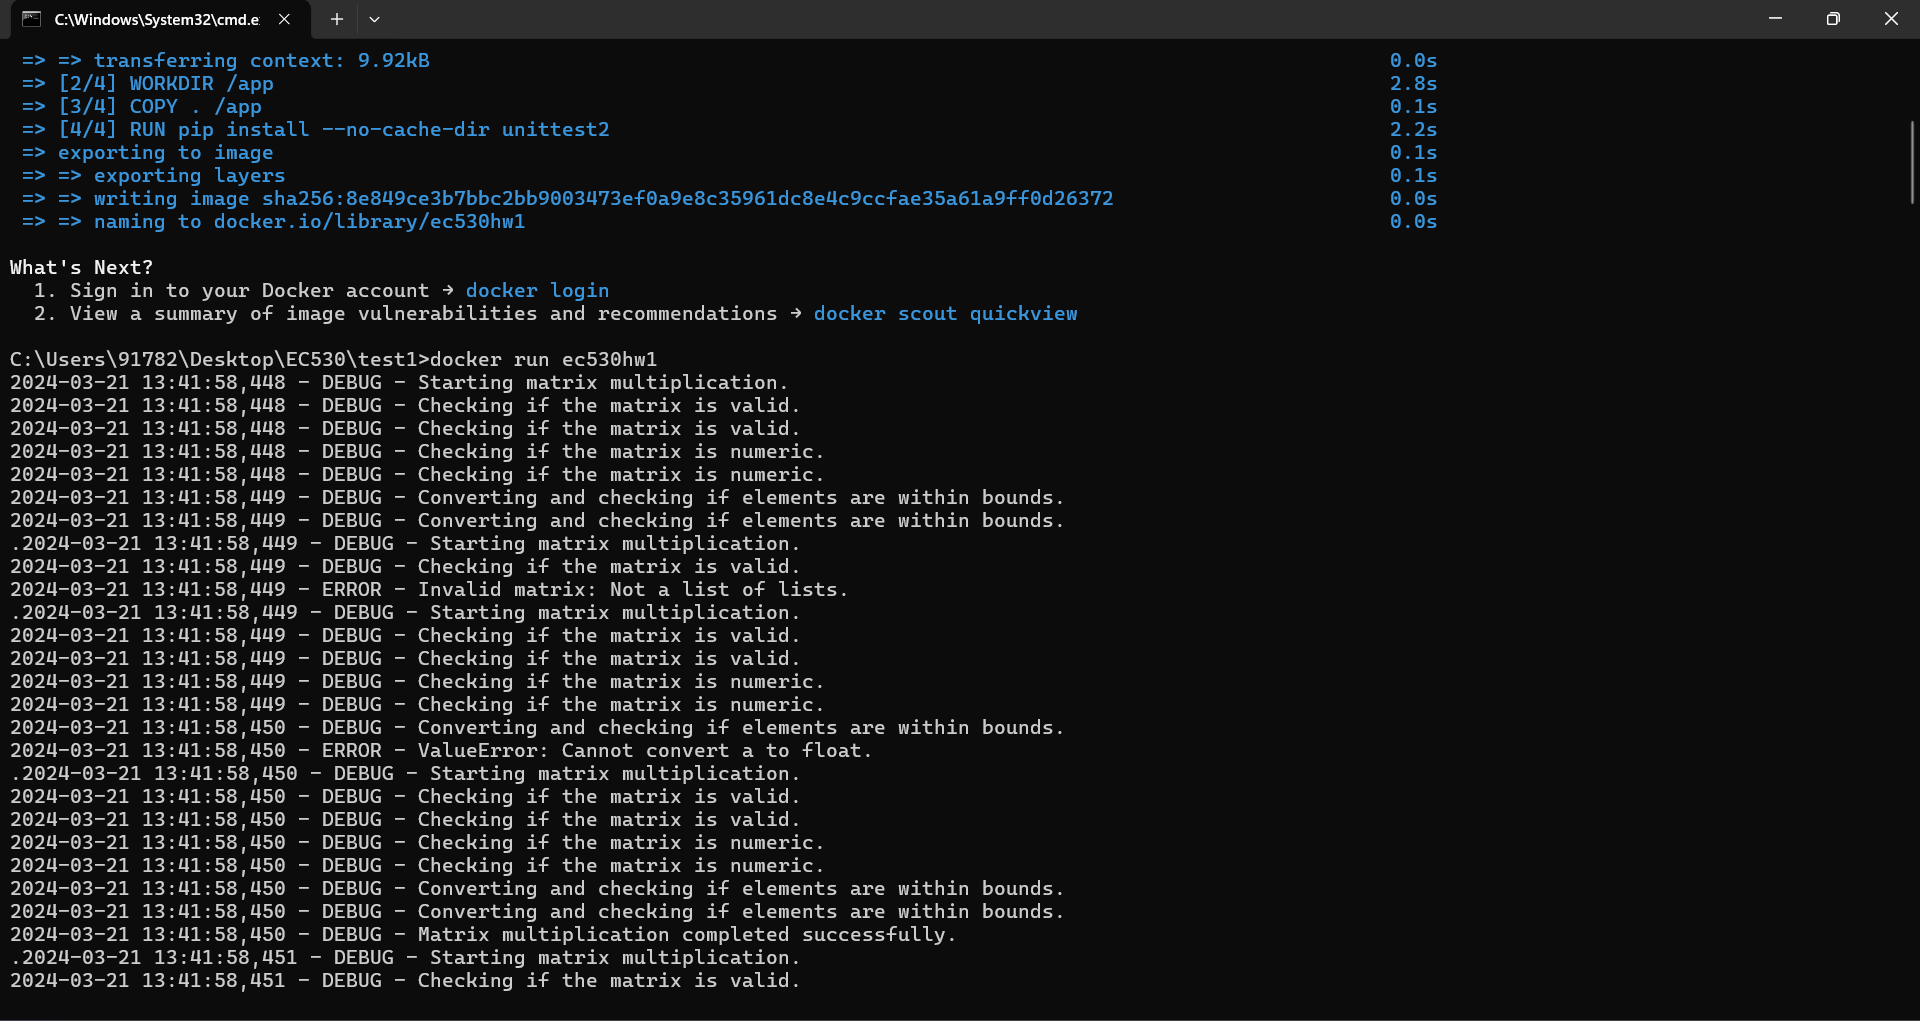 C:\Windows\System32\cmd.e
=> => transferring context: 9.92kB 0.0s
=> [2/4] WORKDIR /app 2.8s
=> [3/4] COPY . /app 0.1s
=> [4/4] RUN pip install --no-cache-dir unittest2 2.2s
=> exporting to image 0.1s
=> => exporting layers 0.1s
=> => writing image sha256:8e849ce3b7bbc2bb9003473ef0a9e8c35961dc8e4c9ccfae35a61a9ff0d26372 0.0s
=> => naming to docker.io/library/ec530hw1 0.0s
What's Next?
1. Sign in to your Docker account → docker login
2. View a summary of image vulnerabilities and recommendations → docker scout quickview
C:\Users\91782\Desktop\EC530\test1>docker run ec530hw1
2024-03-21 13:41:58,448 - DEBUG - Starting matrix multiplication.
2024-03-21 13:41:58,448 - DEBUG - Checking if the matrix is valid.
2024-03-21 13:41:58,448 - DEBUG - Checking if the matrix is valid.
2024-03-21 13:41:58,448 - DEBUG - Checking if the matrix is numeric.
2024-03-21 13:41:58,448 - DEBUG - Checking if the matrix is numeric.
2024-03-21 13:41:58,449 - DEBUG - Converting and checking if elements are within bounds.
2024-03-21 13:41:58,449 - DEBUG - Converting and checking if elements are within bounds.
.2024-03-21 13:41:58,449 - DEBUG - Starting matrix multiplication.
2024-03-21 13:41:58,449 - DEBUG - Checking if the matrix is valid.
2024-03-21 13:41:58,449 - ERROR - Invalid matrix: Not a list of lists.
.2024-03-21 13:41:58,449 - DEBUG - Starting matrix multiplication.
2024-03-21 13:41:58,449 - DEBUG - Checking if the matrix is valid.
2024-03-21 13:41:58,449 - DEBUG - Checking if the matrix is valid.
2024-03-21 13:41:58,449 - DEBUG - Checking if the matrix is numeric.
2024-03-21 13:41:58,449 - DEBUG - Checking if the matrix is numeric.
2024-03-21 13:41:58,450 - DEBUG - Converting and checking if elements are within bounds.
2024-03-21 13:41:58,450 - ERROR - ValueError: Cannot convert a to float.
.2024-03-21 13:41:58,450 - DEBUG - Starting matrix multiplication.
2024-03-21 13:41:58,450 - DEBUG - Checking if the matrix is valid.
2024-03-21 13:41:58,450 - DEBUG - Checking if the matrix is valid.
2024-03-21 13:41:58,450 - DEBUG - Checking if the matrix is numeric.
2024-03-21 13:41:58,450 - DEBUG - Checking if the matrix is numeric.
2024-03-21 13:41:58,450 - DEBUG - Converting and checking if elements are within bounds.
2024-03-21 13:41:58,450 - DEBUG - Converting and checking if elements are within bounds.
2024-03-21 13:41:58,450 - DEBUG - Matrix multiplication completed successfully.
.2024-03-21 13:41:58,451 - DEBUG - Starting matrix multiplication.
2024-03-21 13:41:58,451 - DEBUG - Checking if the matrix is valid.